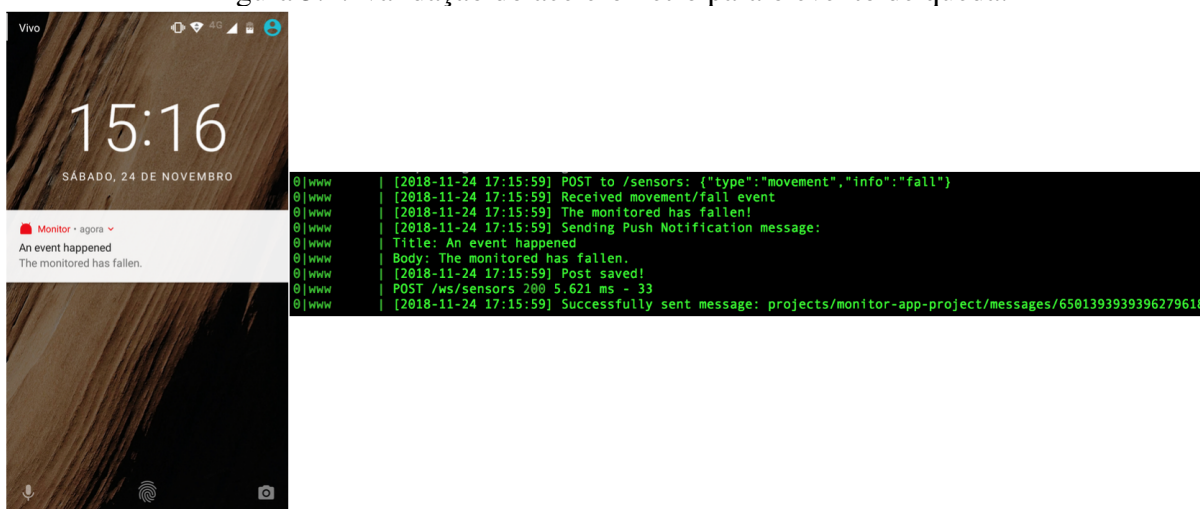 Vivo
4G
15:16
SÁBADO, 24 DE NOVEMBRO
Monitor • agora
An event happened
The monitored has fallen.
0|www | [2018-11-24 17:15:59] POST to /sensors: {"type":"movement","info":"fall"}
0|www | [2018-11-24 17:15:59] Received movement/fall event
0|www | [2018-11-24 17:15:59] The monitored has fallen!
0|www | [2018-11-24 17:15:59] Sending Push Notification message:
0|www | Title: An event happened
0|www | Body: The monitored has fallen.
0|www | [2018-11-24 17:15:59] Post saved!
0|www | POST /ws/sensors 200 5.621 ms - 33
0|www | [2018-11-24 17:15:59] Successfully sent message: projects/monitor-app-project/messages/6501393939396279618